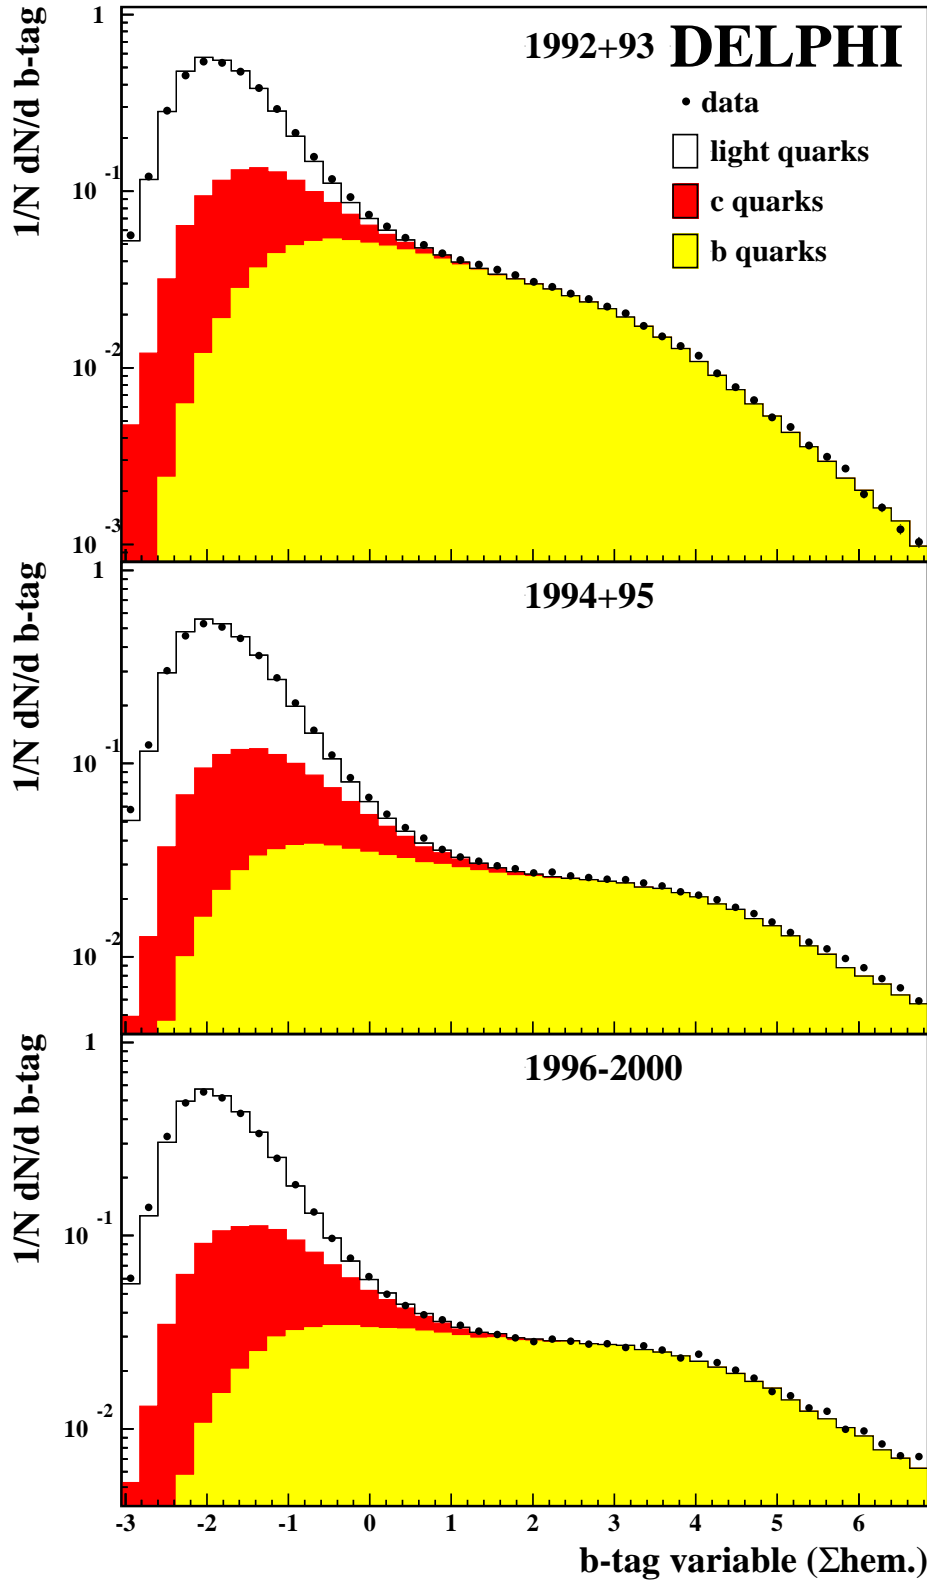 1992+93 DELPHI
data
light quarks
c quarks
b quarks
1/N dN/d b-tag
1
10 -1
10 -2
10 -3
1994+95
1/N dN/d b-tag
1
10 -1
10 -2
1996-2000
1/N dN/d b-tag
1
10 -1
10 -2
-3 -2 -1 0 1 2 3 4 5 6
b-tag variable (Σhem.)